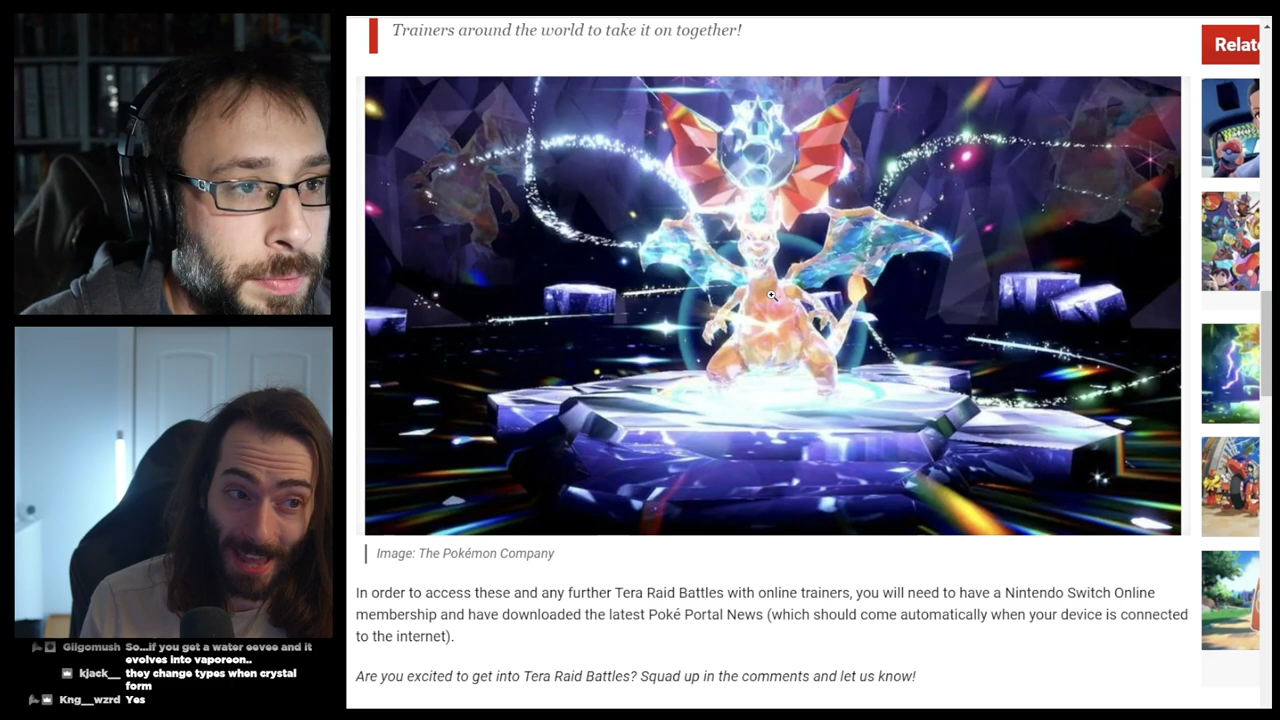 Trainers around the world to take it on together!
Relat
Image: The Pokémon Company
In order to access these and any further Tera Raid Battles with online trainers, you will need to have a Nintendo Switch Online
membership and have downloaded the latest Poké Portal News (which should come automatically when your device is connected
to the internet).
Are you excited to get into Tera Raid Battles? Squad up in the comments and let us know!
Gilgomush So...if you get a water eevee and it
evolves into vaporeon..
kjack__ they change types when crystal
form
Kng__wzrd Yes